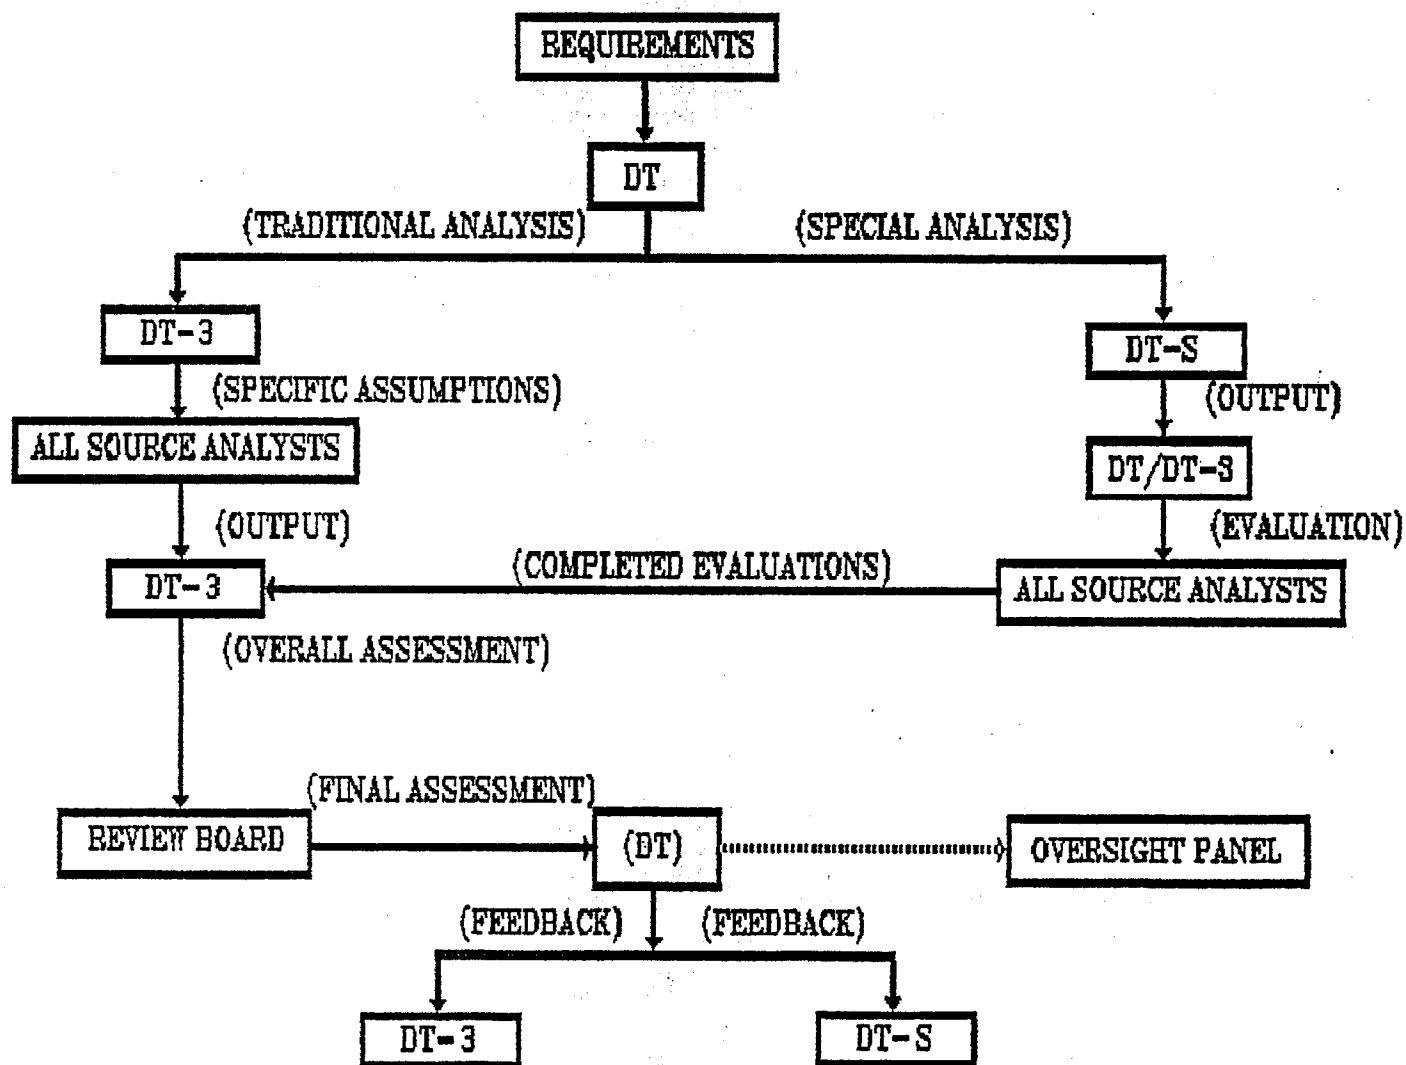 REQUIREMENTS
DT
(TRADITIONAL ANALYSIS)
(SPECIAL ANALYSIS)
DT-3
DT-S
(SPECIFIC ASSUMPTIONS)
(OUTPUT)
ALL SOURCE ANALYSTS
DT/DT-3
(OUTPUT)
(EVALUATION)
DT-3
(COMPLETED EVALUATIONS)
ALL SOURCE ANALYSTS
(OVERALL ASSESSMENT)
(FINAL ASSESSMENT)
REVIEW BOARD
(DT)
OVERSIGHT PANEL
(FEEDBACK)
(FEEDBACK)
DT-3
DT-S